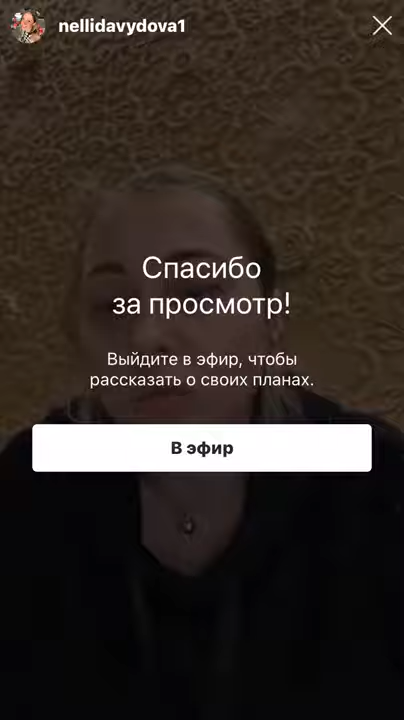 nellidavydova1
Спасибо
за просмотр!
Выйдите в эфир, чтобы
рассказать о своих планах.
В эфир